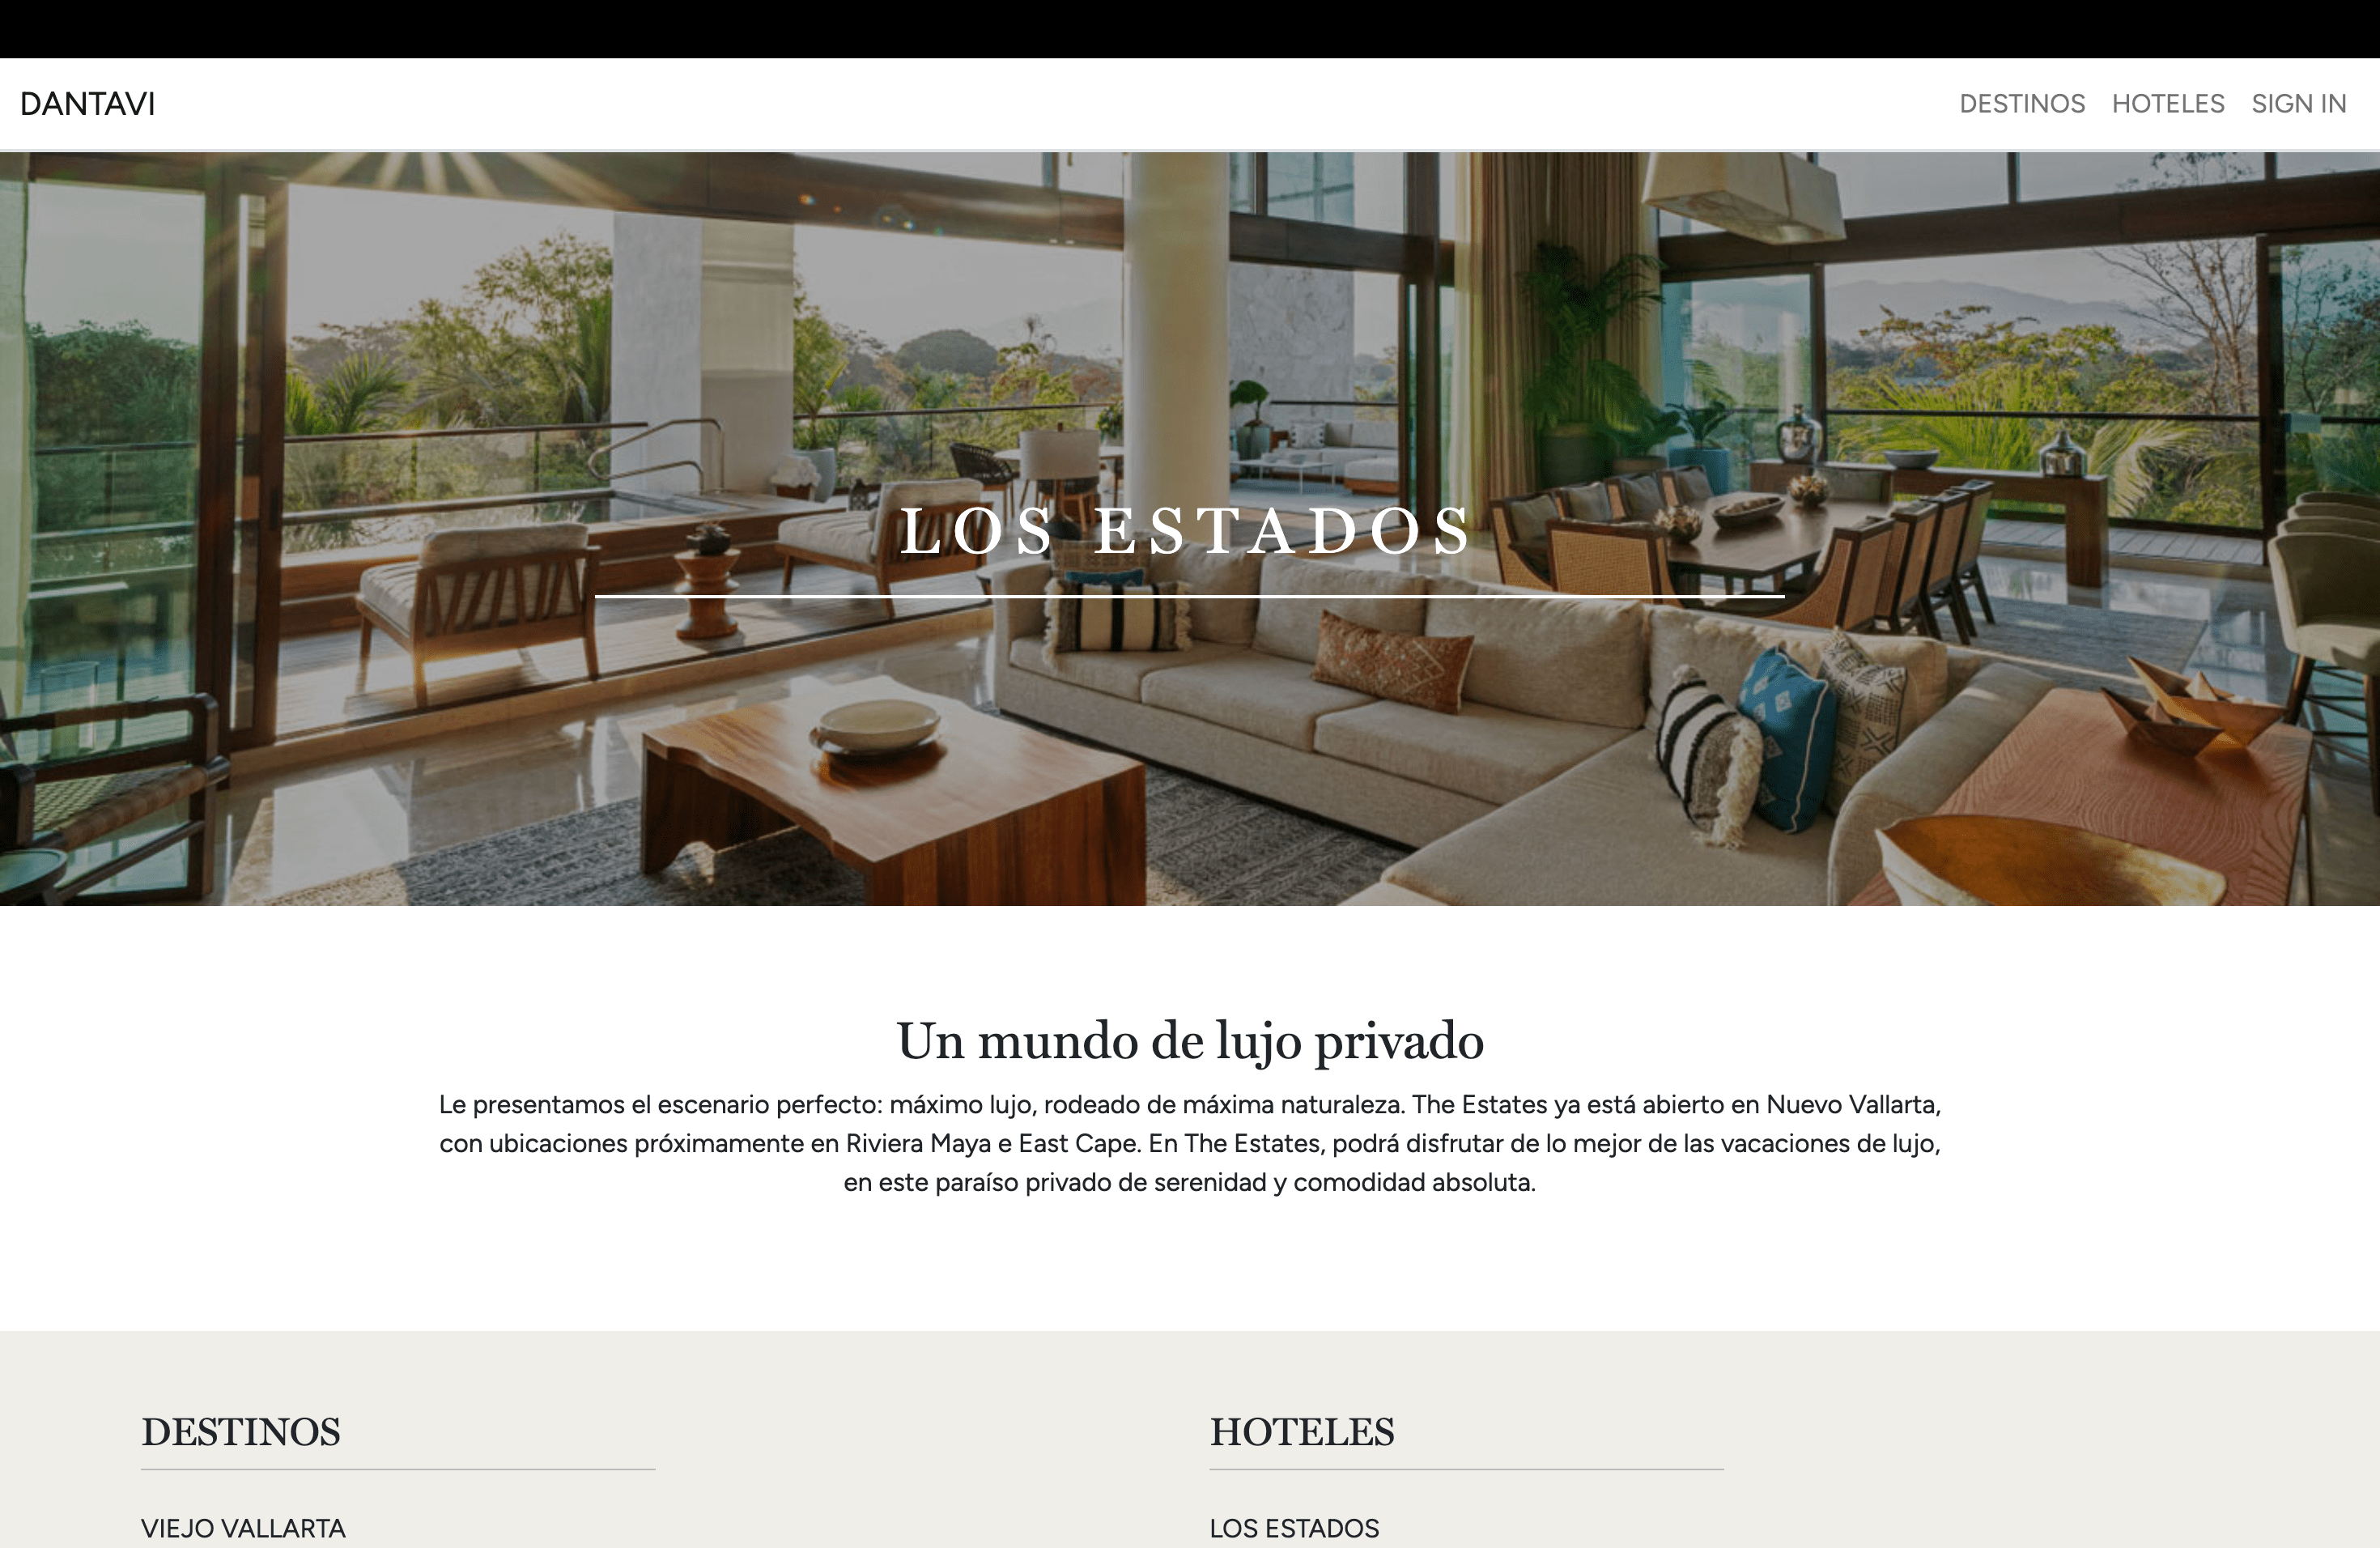 DANTAVI
DESTINOS HOTELES SIGN IN
LOS ESTADOS
Un mundo de lujo privado
Le presentamos el escenario perfecto: máximo lujo, rodeado de máxima naturaleza. The Estates ya está abierto en Nuevo Vallarta,
con ubicaciones próximamente en Riviera Maya e East Cape. En The Estates, podrá disfrutar de lo mejor de las vacaciones de lujo,
en este paraíso privado de serenidad y comodidad absoluta.
DESTINOS
VIEJO VALLARTA
HOTELES
LOS ESTADOS